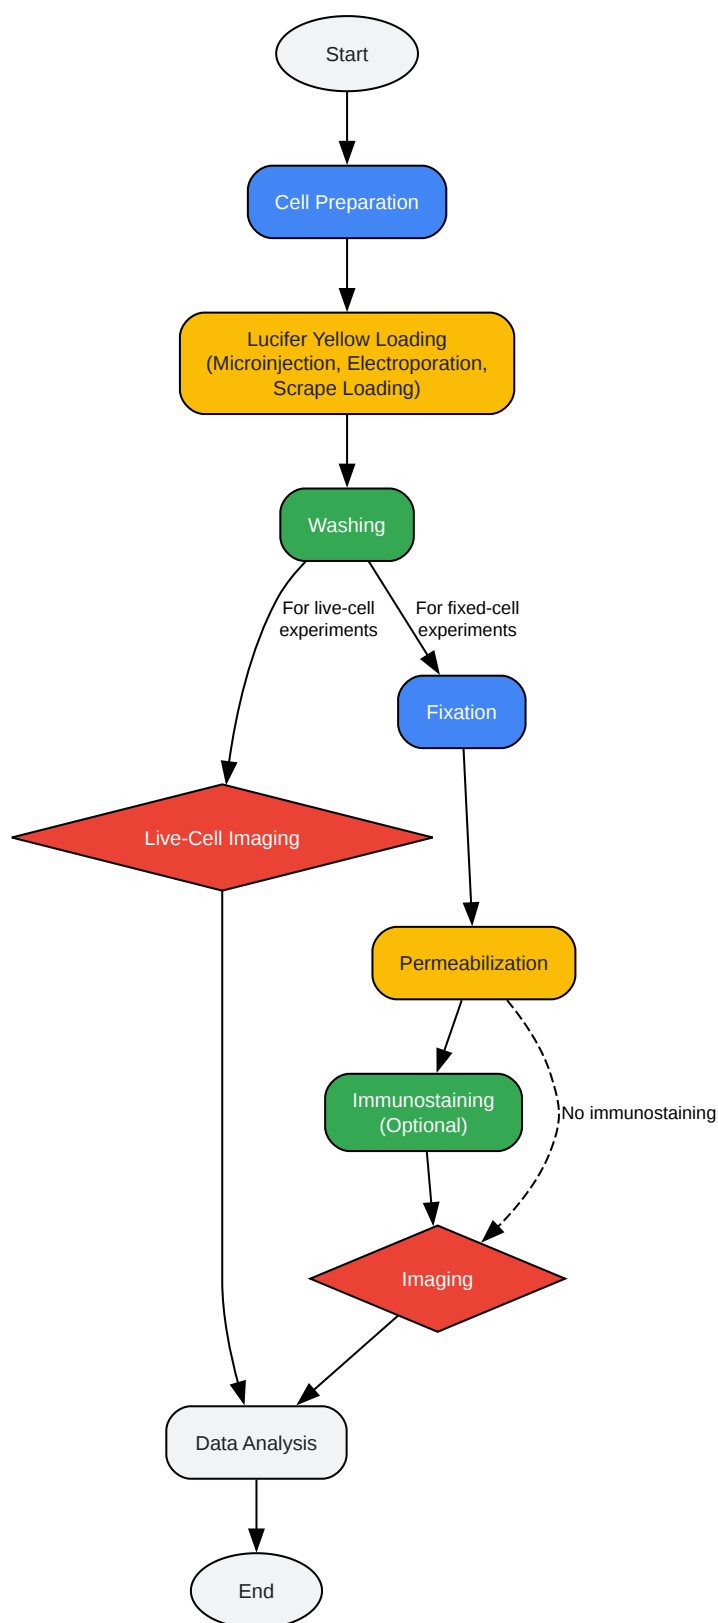 Start
Cell Preparation
Lucifer Yellow Loading
(Microinjection, Electroporation,
Scrape Loading)
Washing
For live-cell
experiments
For fixed-cell
experiments
Fixation
Live-Cell Imaging
Permeabilization
Immunostaining
(Optional)
No immunostaining
Imaging
Data Analysis
End